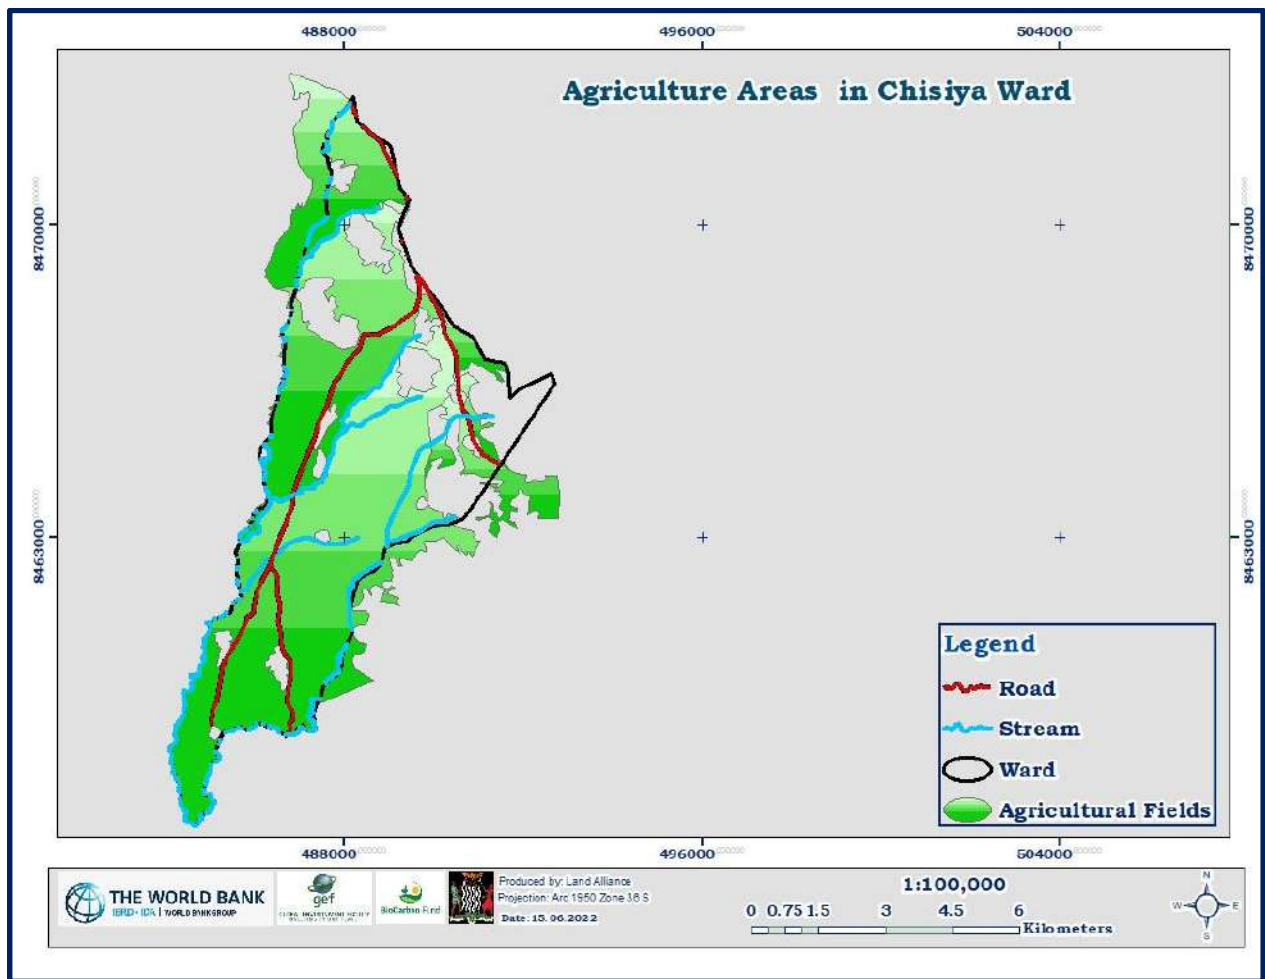 488000 496000 504000
Agriculture Areas in Chisiya Ward
8470000 8470000
8463000 8463000
Legend
Road
Stream
Ward
Agricultural Fields
488000 496000 504000
THE WORLD BANK
IBRD • IDA | WORLD BANK GROUP
gef
BioCarbon Fund
Produced by: Land Alliance
Projection: Arc 1950 Zone 36 S
Date: 15.06.2022
1:100,000
0 0.75 1.5 3 4.5 6
Kilometers
N
W E
S